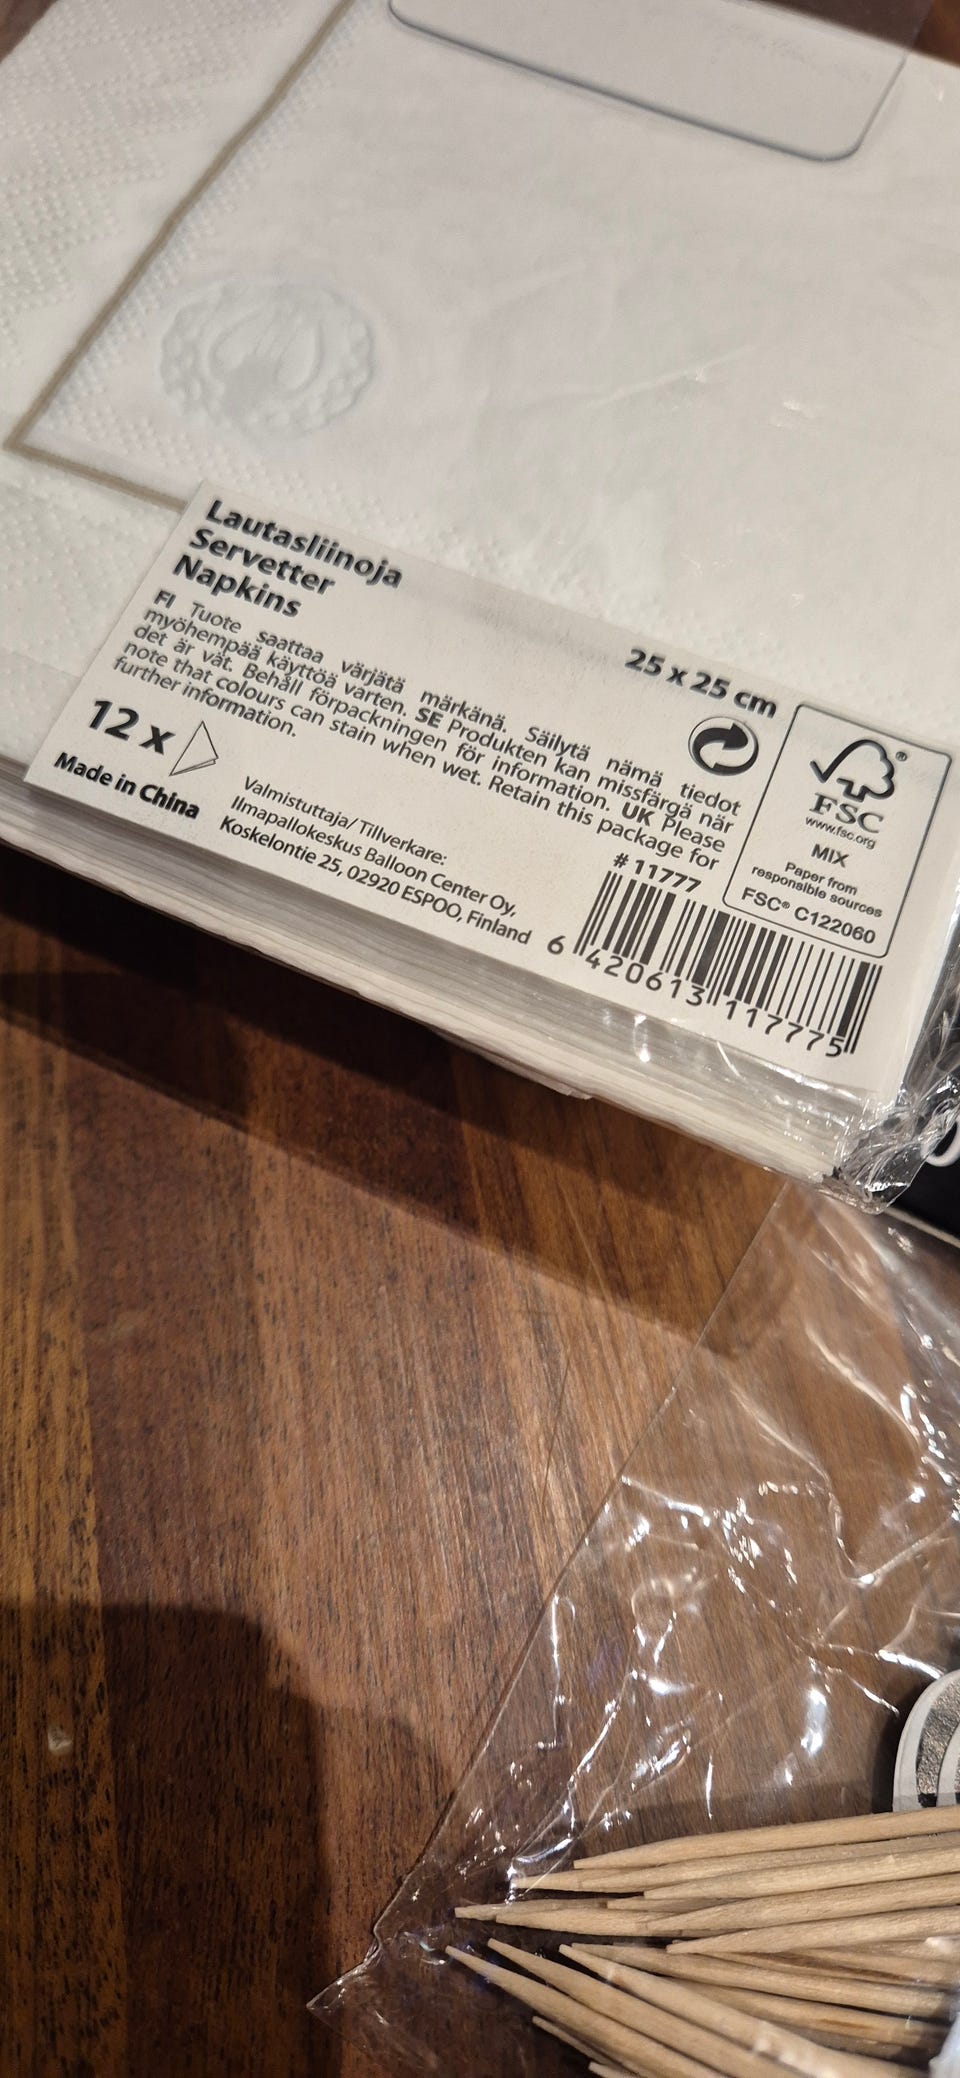 Lautasliinoja
Servetter
Napkins
25 x 25 cm
FI Tuote saattaa värjätä märkänä. Säilytä nämä tiedot
myöhempää käyttöä varten. SE Produkten kan missfärga när
det är våt. Behåll förpackningen för information. UK Please
note that colours can stain when wet. Retain this package for
further information.
12 x
Made in China
Valmistuttaja/Tillverkare:
Ilmapallokeskus Balloon Center Oy,
Koskelontie 25, 02920 ESPOO, Finland
# 11777
6 420613 117775
FSC®
www.fsc.org
MIX
Paper from
responsible sources
FSC® C122060